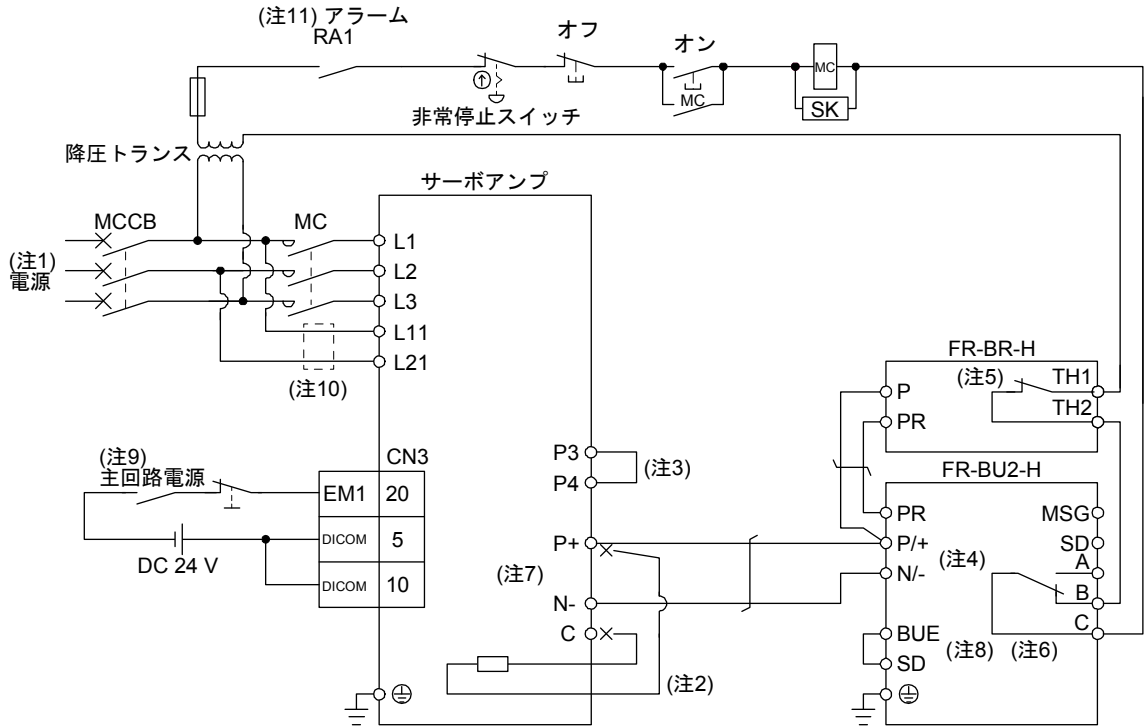 (注11) アラーム
RA1
オフ
オン
MC
SK
MC
非常停止スイッチ
降圧トランス
サーボアンプ
MCCB
MC
(注1)
電源
L1
L2
L3
L11
L21
(注10)
FR-BR-H
(注5)
P
PR
TH1
TH2
CN3
(注9)
主回路電源
EM1
20
DICOM
5
DICOM
10
DC 24 V
P3
P4
(注3)
P+
(注7)
N-
C
(注2)
FR-BU2-H
PR
P/+
N/-
(注4)
MSG
SD
A
B
C
BUE
SD
(注8)
(注6)